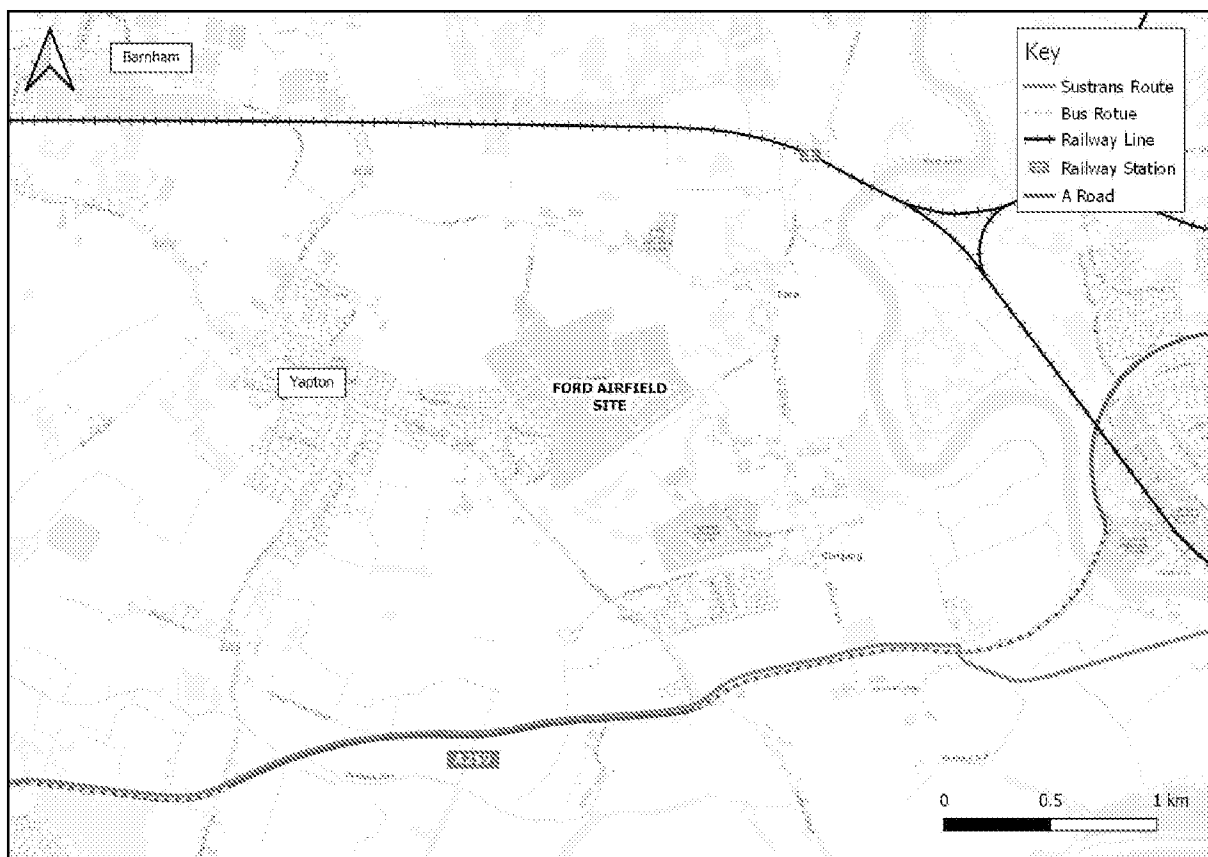 Barnham
Key
Sustrans Route
Bus Rotue
Railway Line
Railway Station
A Road
Yapton
FORD AIRFIELD
SITE
0 0.5 1 km